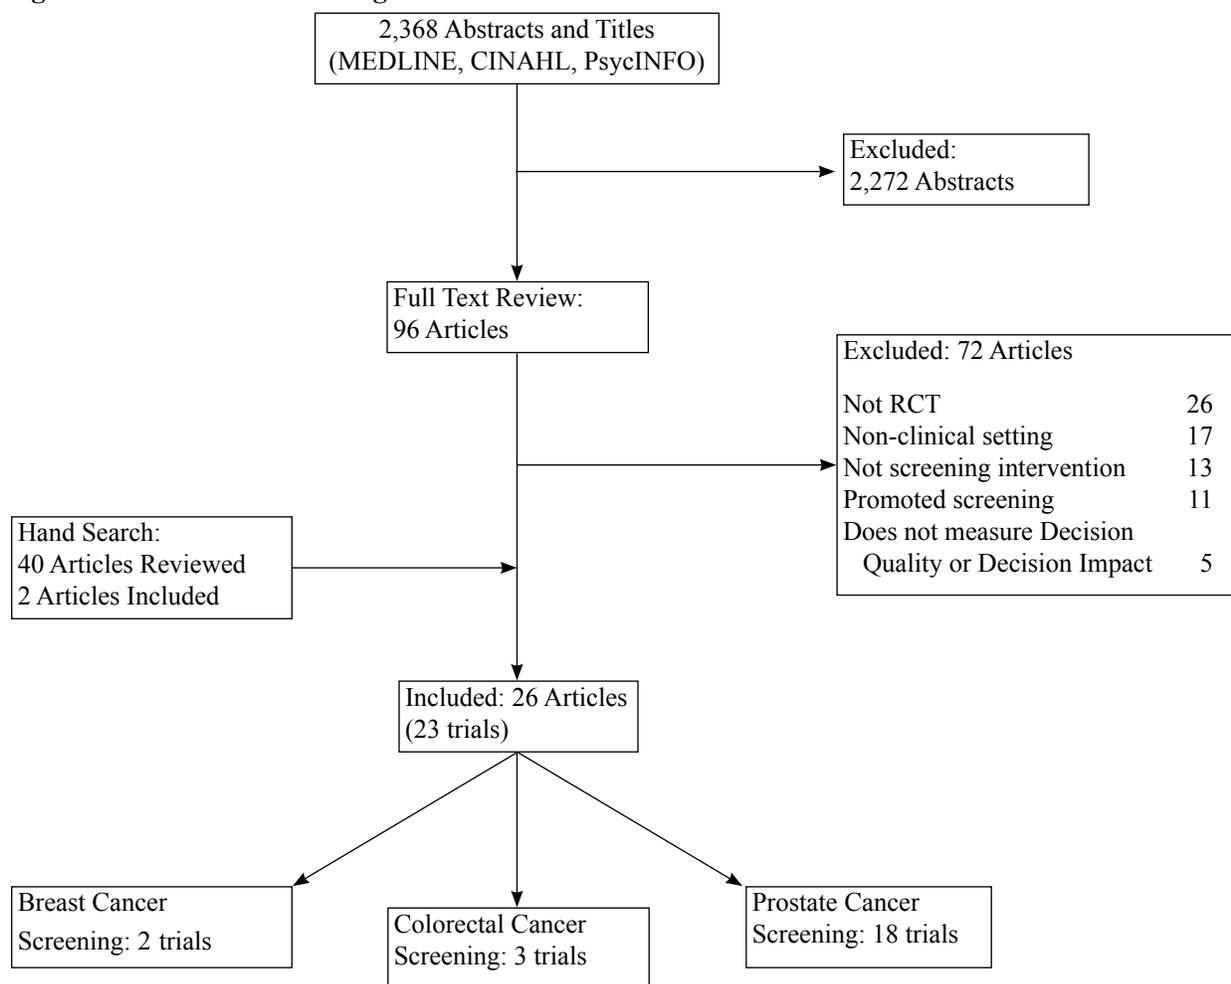 2,368 Abstracts and Titles
(MEDLINE, CINAHL, PsycINFO)
Excluded:
2,272 Abstracts
Full Text Review:
96 Articles
Excluded: 72 Articles
Not RCT 26
Non-clinical setting 17
Not screening intervention 13
Promoted screening 11
Does not measure Decision
Quality or Decision Impact 5
Hand Search:
40 Articles Reviewed
2 Articles Included
Included: 26 Articles
(23 trials)
Breast Cancer
Screening: 2 trials
Colorectal Cancer
Screening: 3 trials
Prostate Cancer
Screening: 18 trials